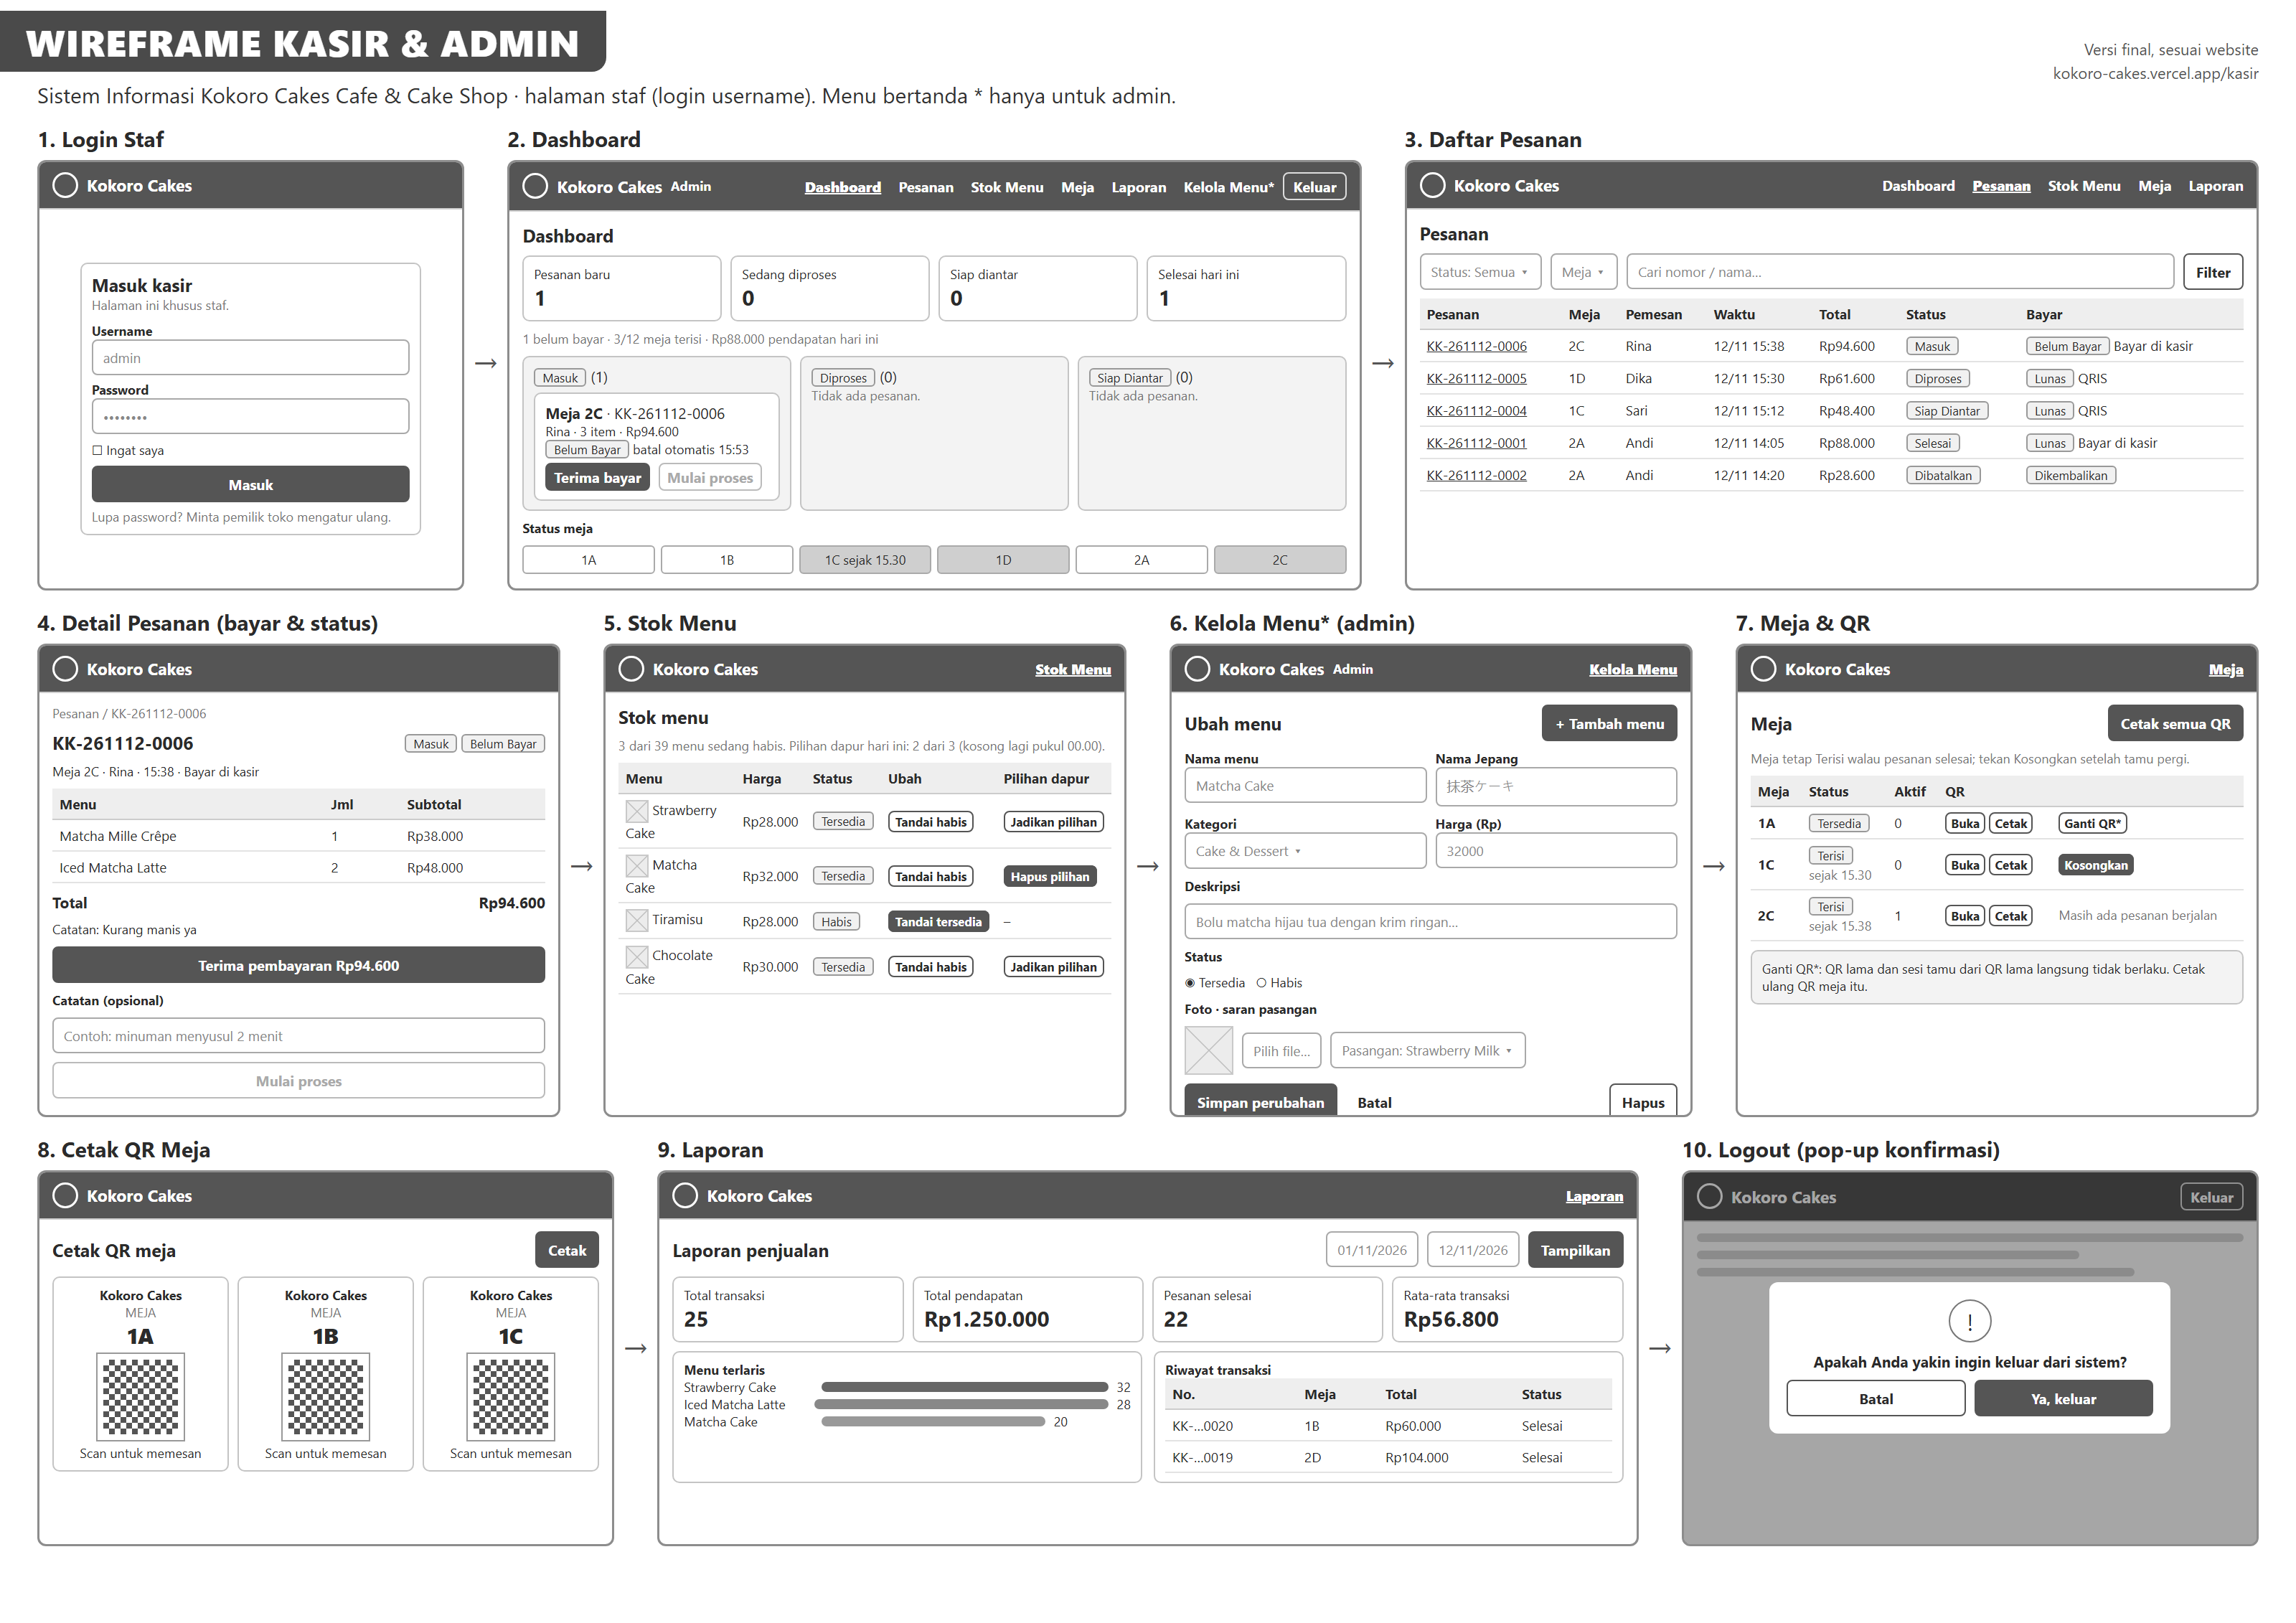 WIREFRAME KASIR & ADMIN
Versi final, sesuai website
kokoro-cakes.vercel.app/kasir
Sistem Informasi Kokoro Cakes Cafe & Cake Shop · halaman staf (login username). Menu bertanda * hanya untuk admin.
1. Login Staf
Kokoro Cakes
Masuk kasir
Halaman ini khusus staf.
Username
admin
Password
••••••••
☐ Ingat saya
Masuk
Lupa password? Minta pemilik toko mengatur ulang.
→
2. Dashboard
Kokoro Cakes Admin Dashboard Pesanan Stok Menu Meja Laporan Kelola Menu* Keluar
Dashboard
Pesanan baru
1
Sedang diproses
0
Siap diantar
0
Selesai hari ini
1
1 belum bayar · 3/12 meja terisi · Rp88.000 pendapatan hari ini
Masuk (1)
Meja 2C · KK-261112-0006
Rina · 3 item · Rp94.600
Belum Bayar batal otomatis 15:53
Terima bayar Mulai proses
Diproses (0)
Tidak ada pesanan.
Siap Diantar (0)
Tidak ada pesanan.
Status meja
1A 1B 1C sejak 15.30 1D 2A 2C
→
3. Daftar Pesanan
Kokoro Cakes Dashboard Pesanan Stok Menu Meja Laporan
Pesanan
Status: Semua ▾ Meja ▾ Cari nomor / nama... Filter
Pesanan Meja Pemesan Waktu Total Status Bayar
KK-261112-0006 2C Rina 12/11 15:38 Rp94.600 Masuk Belum Bayar Bayar di kasir
KK-261112-0005 1D Dika 12/11 15:30 Rp61.600 Diproses Lunas QRIS
KK-261112-0004 1C Sari 12/11 15:12 Rp48.400 Siap Diantar Lunas QRIS
KK-261112-0001 2A Andi 12/11 14:05 Rp88.000 Selesai Lunas Bayar di kasir
KK-261112-0002 2A Andi 12/11 14:20 Rp28.600 Dibatalkan Dikembalikan
4. Detail Pesanan (bayar & status)
Kokoro Cakes
Pesanan / KK-261112-0006
KK-261112-0006 Masuk Belum Bayar
Meja 2C · Rina · 15:38 · Bayar di kasir
Menu Jml Subtotal
Matcha Mille Crêpe 1 Rp38.000
Iced Matcha Latte 2 Rp48.000
Total Rp94.600
Catatan: Kurang manis ya
Terima pembayaran Rp94.600
Catatan (opsional)
Contoh: minuman menyusul 2 menit
Mulai proses
→
5. Stok Menu
Kokoro Cakes Stok Menu
Stok menu
3 dari 39 menu sedang habis. Pilihan dapur hari ini: 2 dari 3 (kosong lagi pukul 00.00).
Menu Harga Status Ubah Pilihan dapur
Strawberry
Cake Rp28.000 Tersedia Tandai habis Jadikan pilihan
Matcha
Cake Rp32.000 Tersedia Tandai habis Hapus pilihan
Tiramisu Rp28.000 Habis Tandai tersedia –
Chocolate
Cake Rp30.000 Tersedia Tandai habis Jadikan pilihan
→
6. Kelola Menu* (admin)
Kokoro Cakes Admin Kelola Menu
Ubah menu + Tambah menu
Nama menu Nama Jepang
Matcha Cake 抹茶ケーキ
Kategori Harga (Rp)
Cake & Dessert ▾ 32000
Deskripsi
Bolu matcha hijau tua dengan krim ringan...
Status
◉ Tersedia ○ Habis
Foto · saran pasangan
Pilih file... Pasangan: Strawberry Milk ▾
Simpan perubahan Batal Hapus
→
7. Meja & QR
Kokoro Cakes Meja
Meja Cetak semua QR
Meja tetap Terisi walau pesanan selesai; tekan Kosongkan setelah tamu pergi.
Meja Status Aktif QR
1A Tersedia 0 Buka Cetak Ganti QR*
1C Terisi sejak 15.30 0 Buka Cetak Kosongkan
2C Terisi sejak 15.38 1 Buka Cetak Masih ada pesanan berjalan
Ganti QR*: QR lama dan sesi tamu dari QR lama langsung tidak berlaku. Cetak
ulang QR meja itu.
8. Cetak QR Meja
Kokoro Cakes
Cetak QR meja Cetak
Kokoro Cakes
MEJA
1A
Scan untuk memesan
Kokoro Cakes
MEJA
1B
Scan untuk memesan
Kokoro Cakes
MEJA
1C
Scan untuk memesan
→
9. Laporan
Kokoro Cakes Laporan
Laporan penjualan 01/11/2026 12/11/2026 Tampilkan
Total transaksi
25
Total pendapatan
Rp1.250.000
Pesanan selesai
22
Rata-rata transaksi
Rp56.800
Menu terlaris
Strawberry Cake 32
Iced Matcha Latte 28
Matcha Cake 20
Riwayat transaksi
No. Meja Total Status
KK-...0020 1B Rp60.000 Selesai
KK-...0019 2D Rp104.000 Selesai
→
10. Logout (pop-up konfirmasi)
Kokoro Cakes Keluar
!
Apakah Anda yakin ingin keluar dari sistem?
Batal Ya, keluar